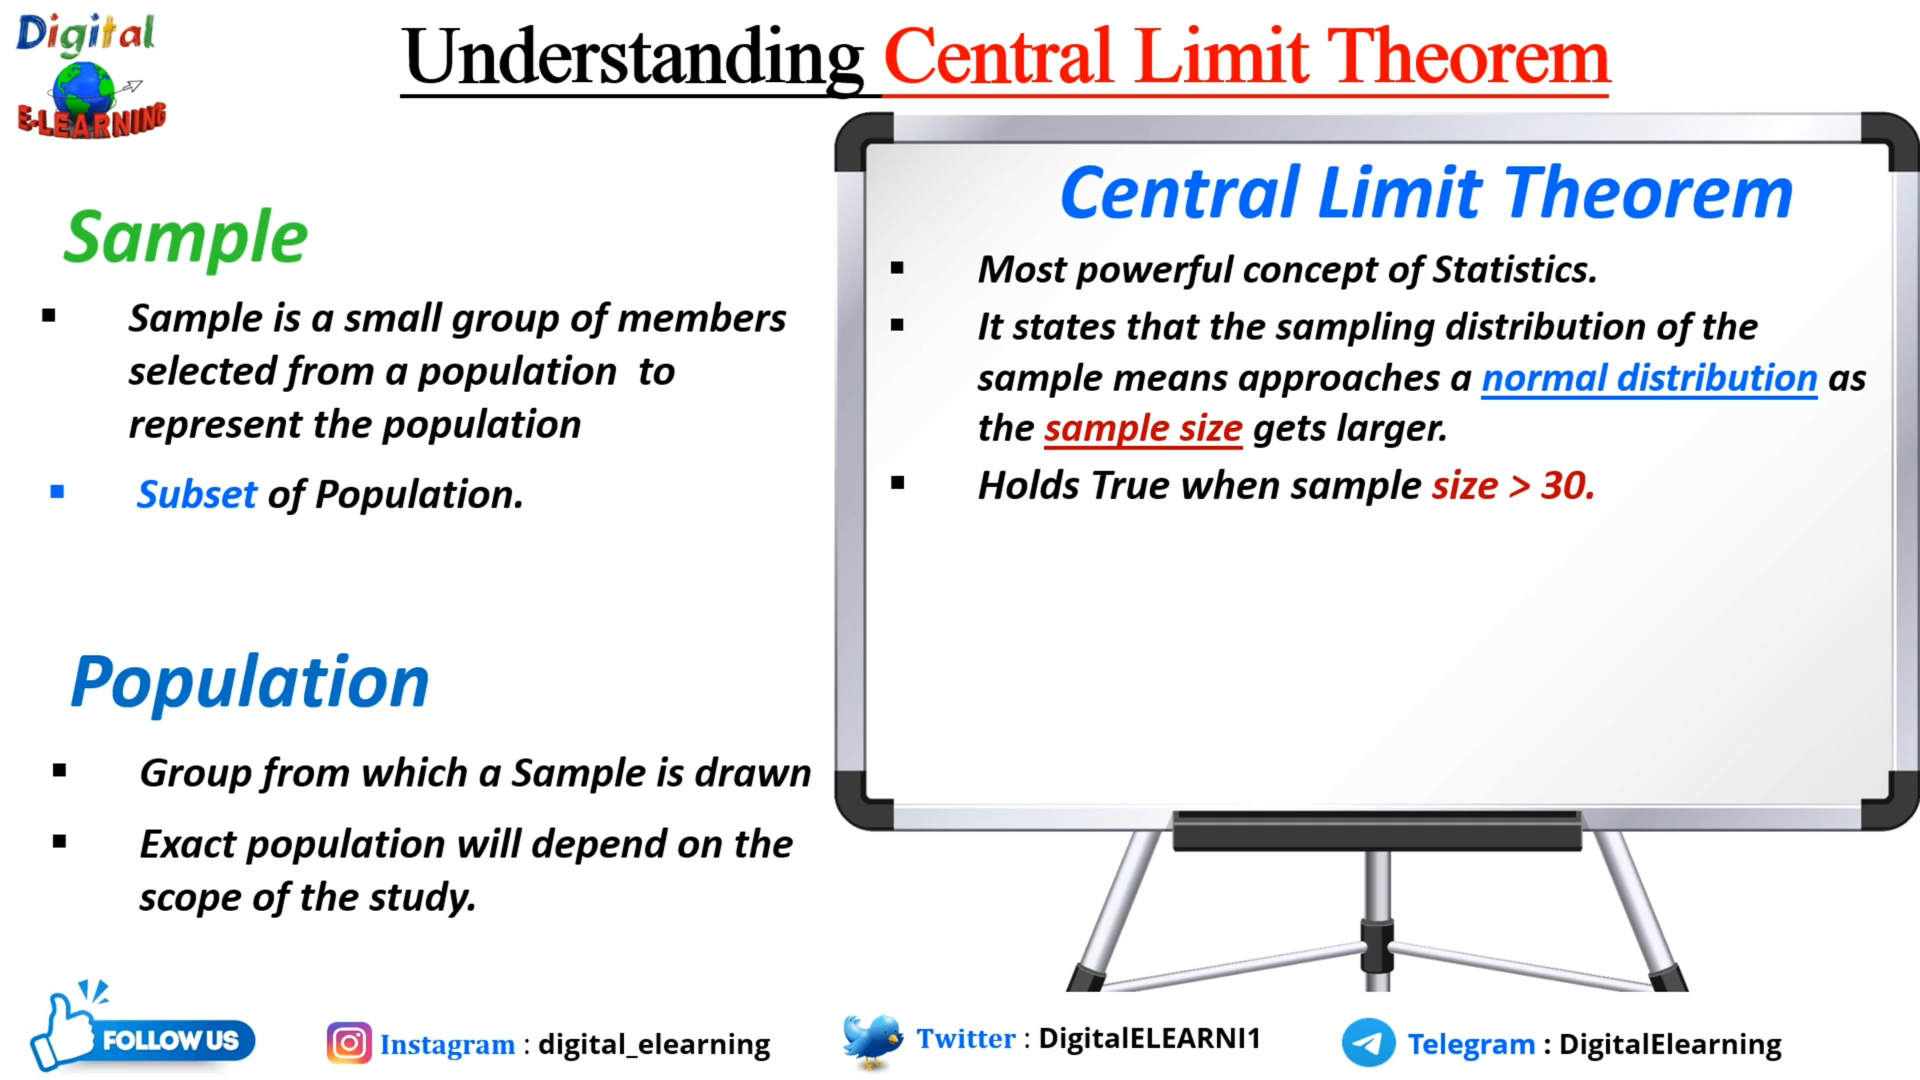 Digital
E-LEARNING
Understanding Central Limit Theorem
Sample
▪ Sample is a small group of members
selected from a population to
represent the population
▪ Subset of Population.
Population
▪ Group from which a Sample is drawn
▪ Exact population will depend on the
scope of the study.
Central Limit Theorem
▪ Most powerful concept of Statistics.
▪ It states that the sampling distribution of the
sample means approaches a normal distribution as
the sample size gets larger.
▪ Holds True when sample size > 30.
FOLLOW US
Instagram : digital_elearning
Twitter : DigitalELEARNI1
Telegram : DigitalElearning